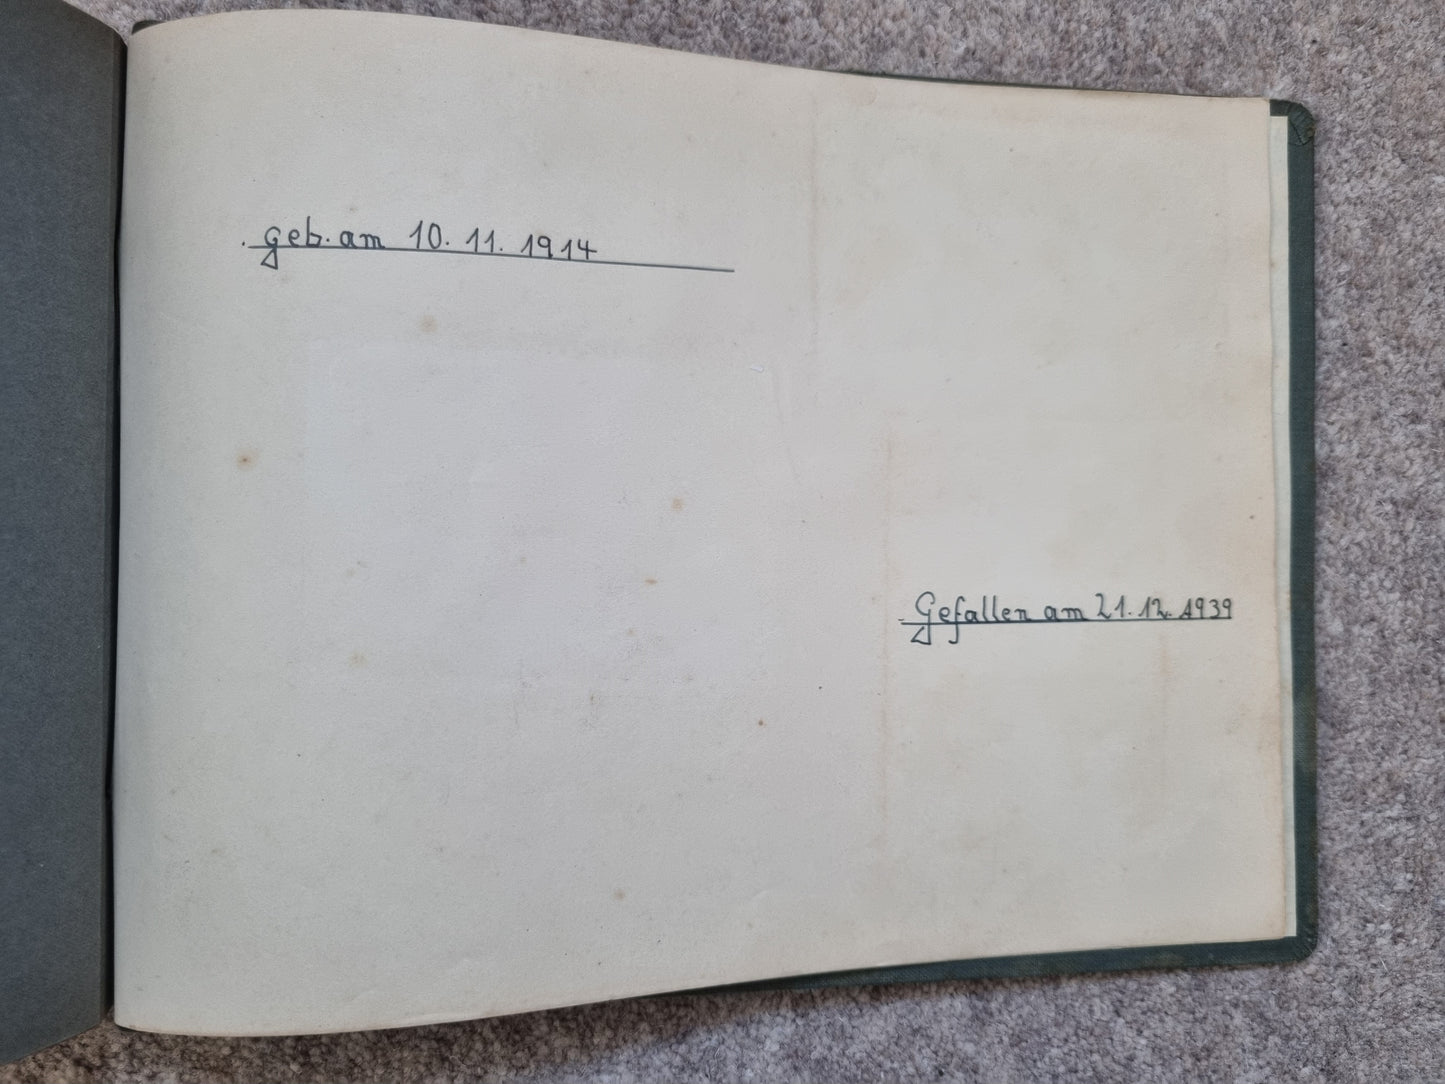 geb. am 10. 11. 1914
Gefallen am 21. 12. 1939